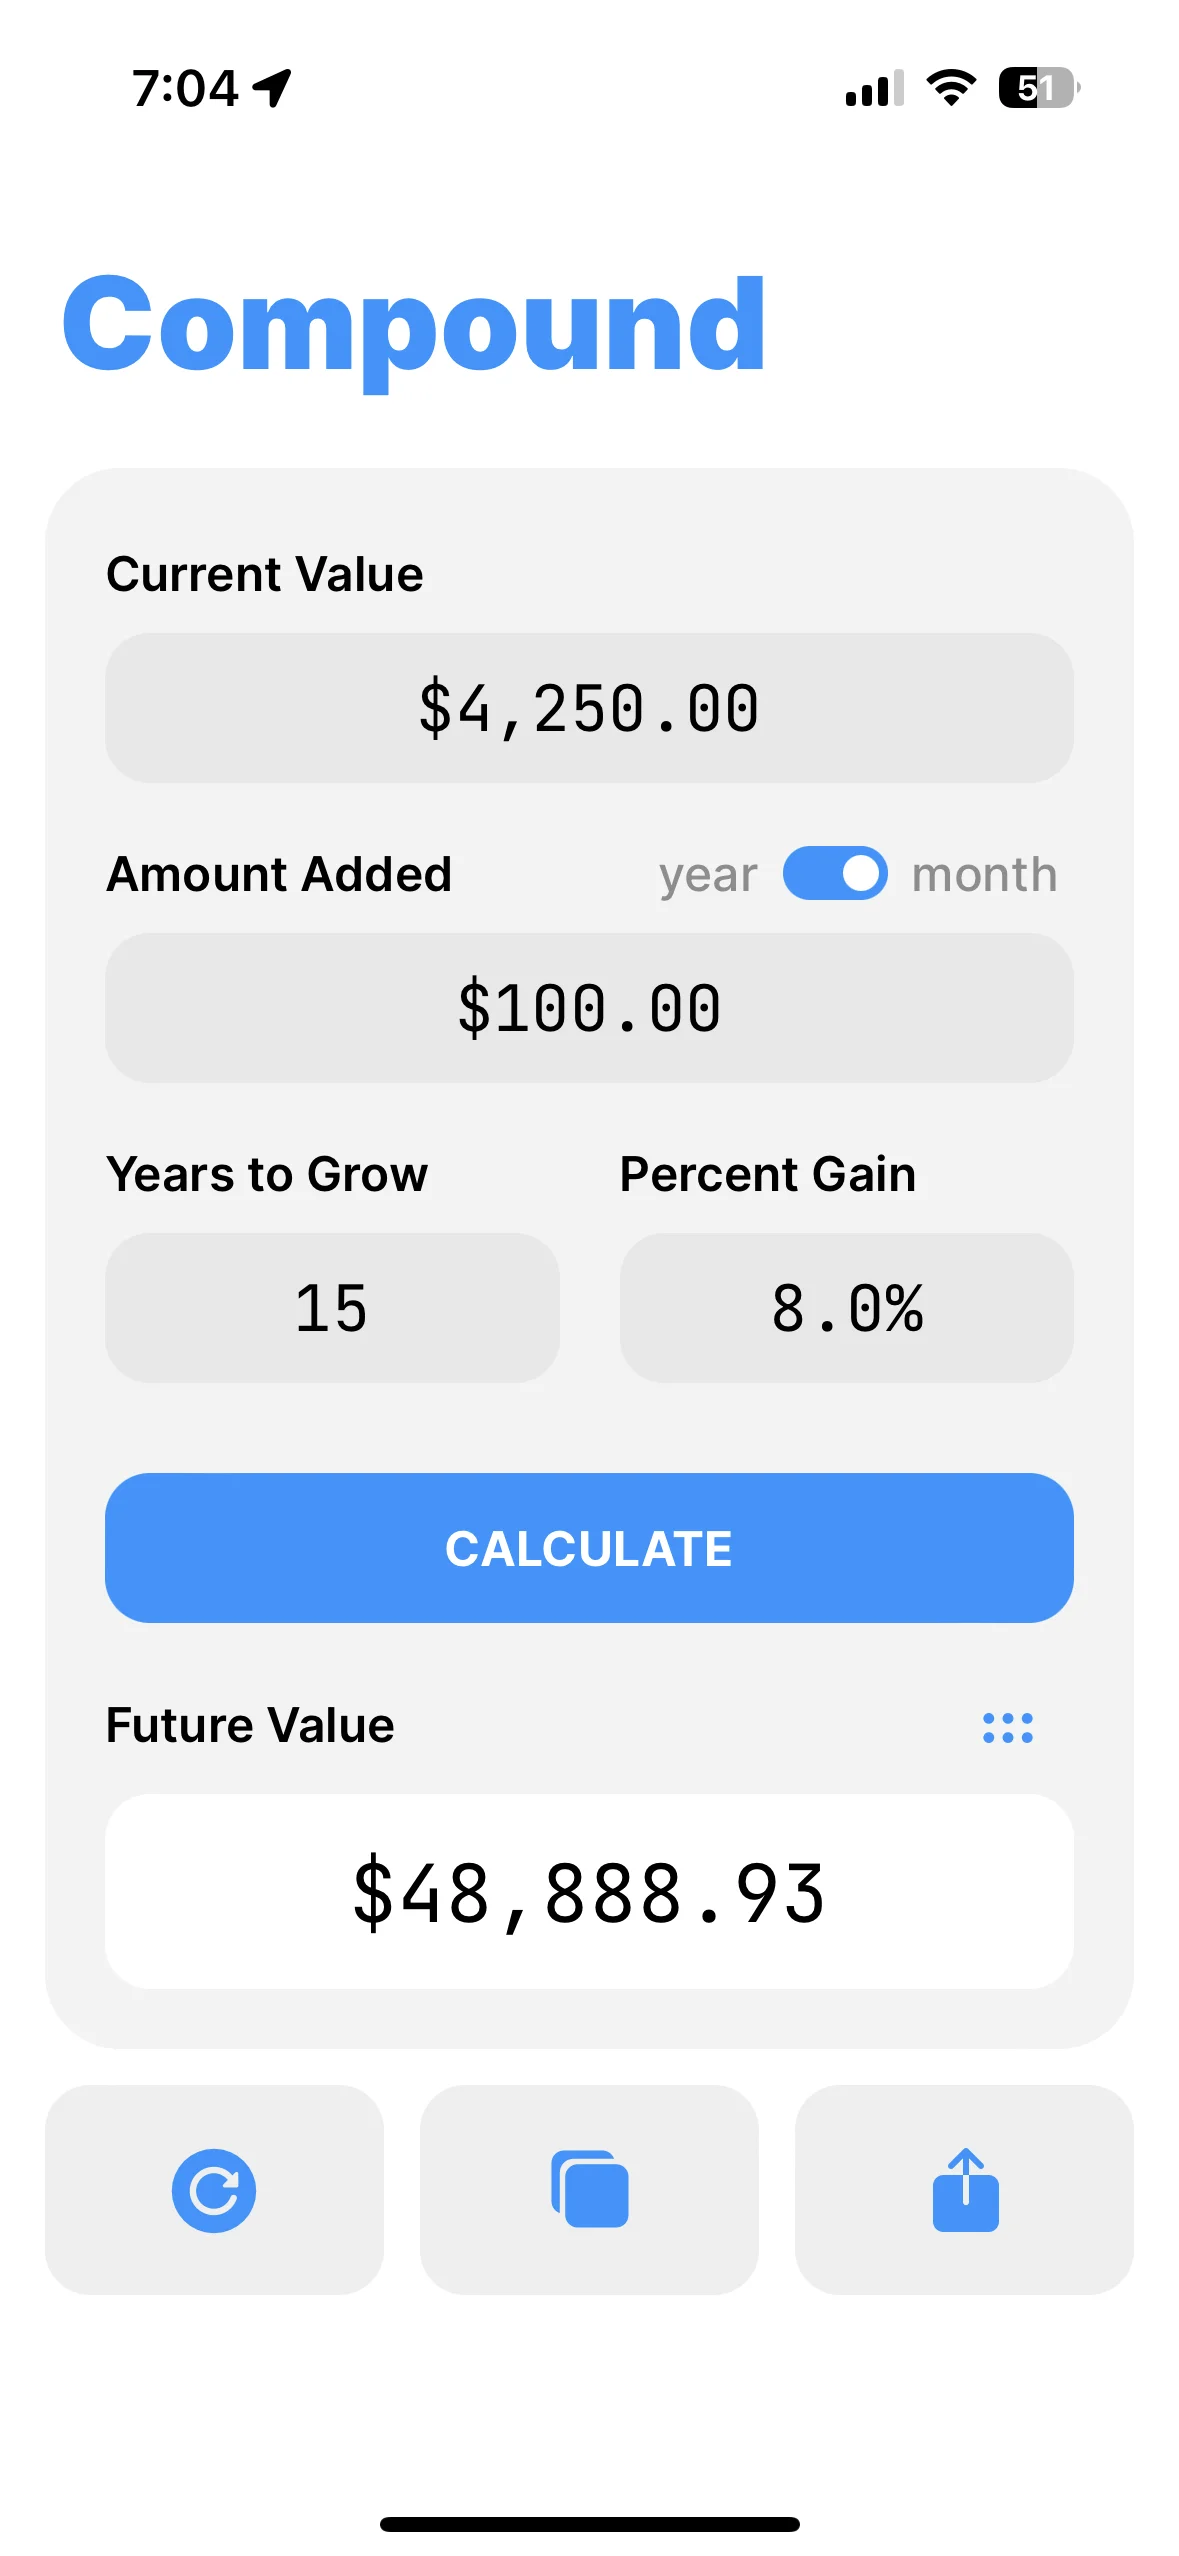 7:04 51
Compound
Current Value
$4,250.00
Amount Added year month
$100.00
Years to Grow Percent Gain
15 8.0%
CALCULATE
Future Value
$48,888.93